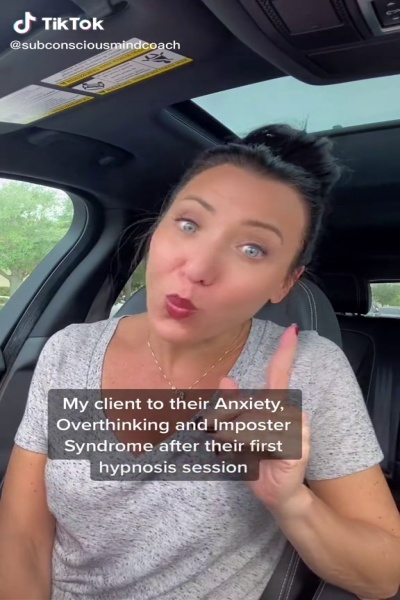 TikTok
@subconsciousmindcoach
My client to their Anxiety,
Overthinking and Imposter
Syndrome after their first
hypnosis session